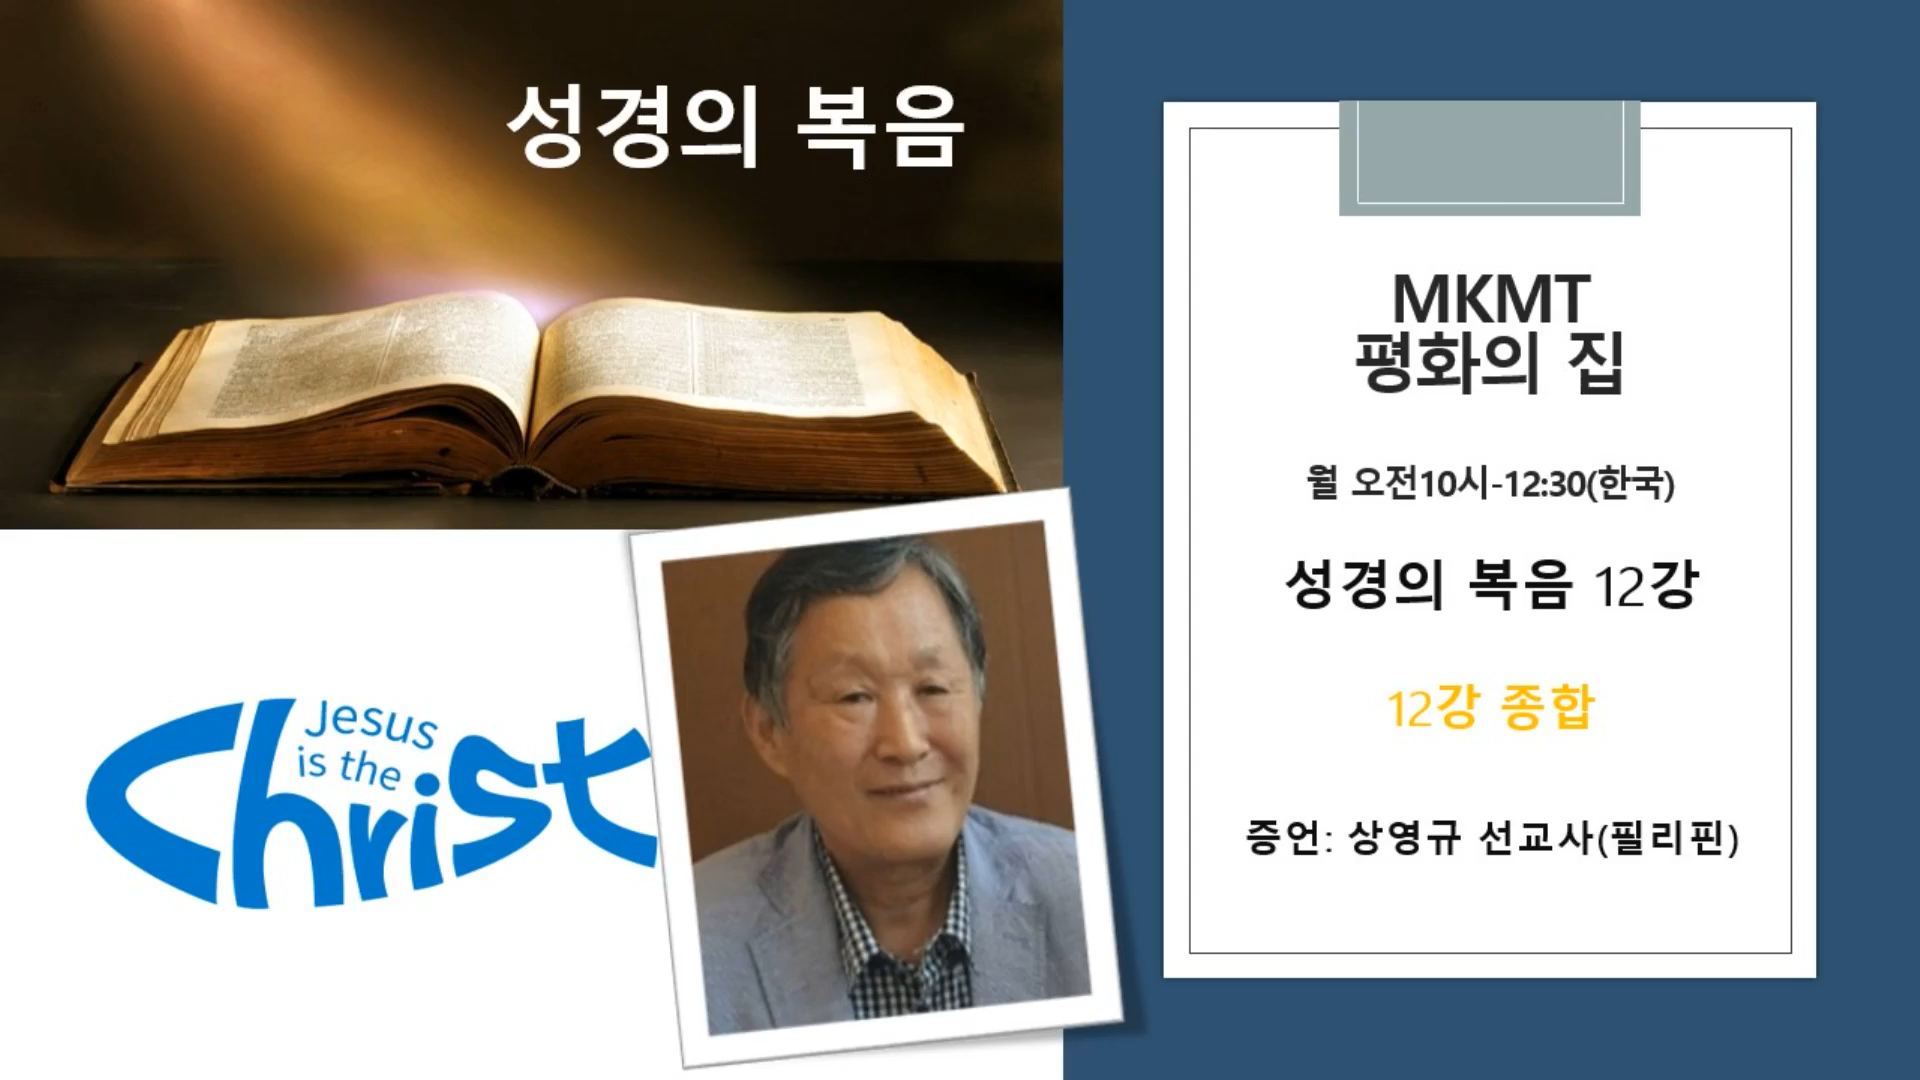 성경의 복음
MKMT
평화의 집
월 오전10시-12:30(한국)
성경의 복음 12강
12강 종합
증언: 상영규 선교사(필리핀)
Jesus
is the
Christ